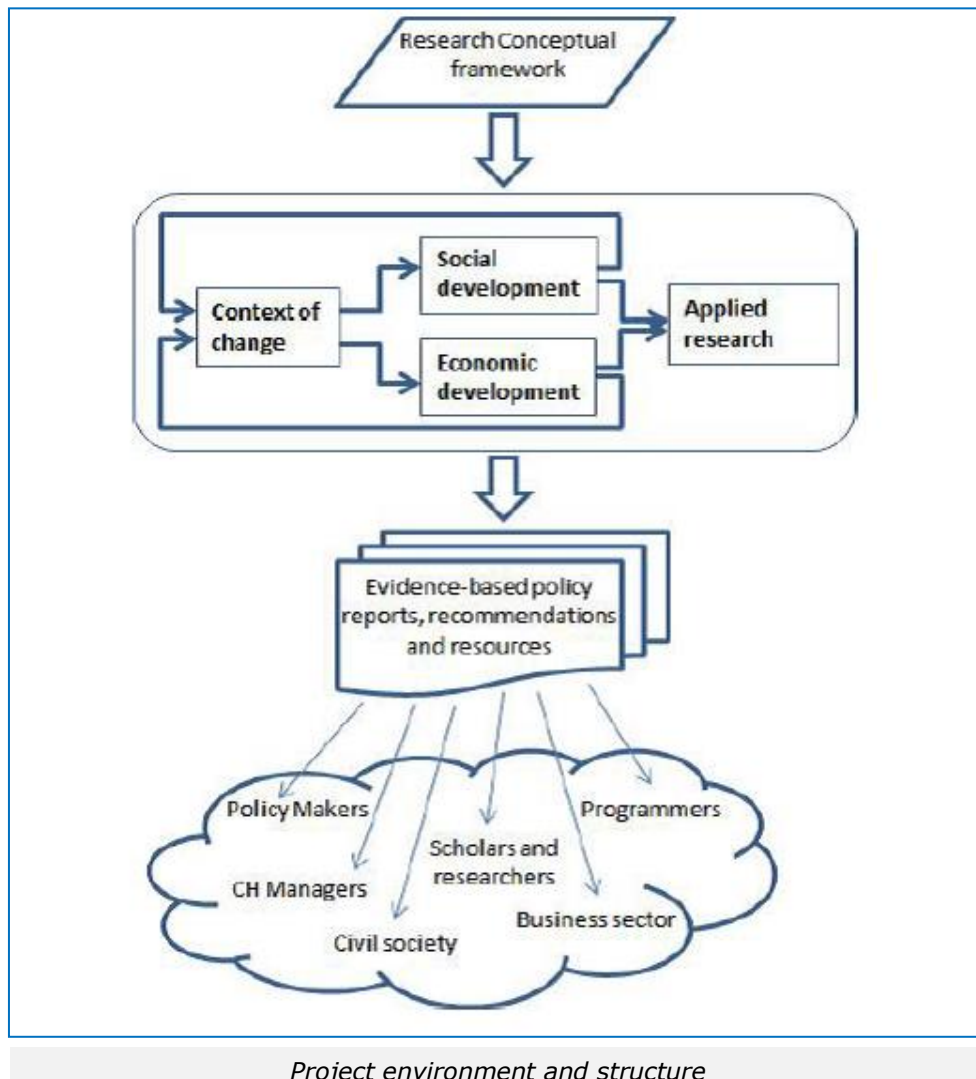 Research Conceptual
framework
Social
development
Context of
change
Applied
research
Economic
development
Evidence-based policy
reports, recommendations
and resources
Policy Makers
Programmers
Scholars and
researchers
CH Managers
Business sector
Civil society
Project environment and structure